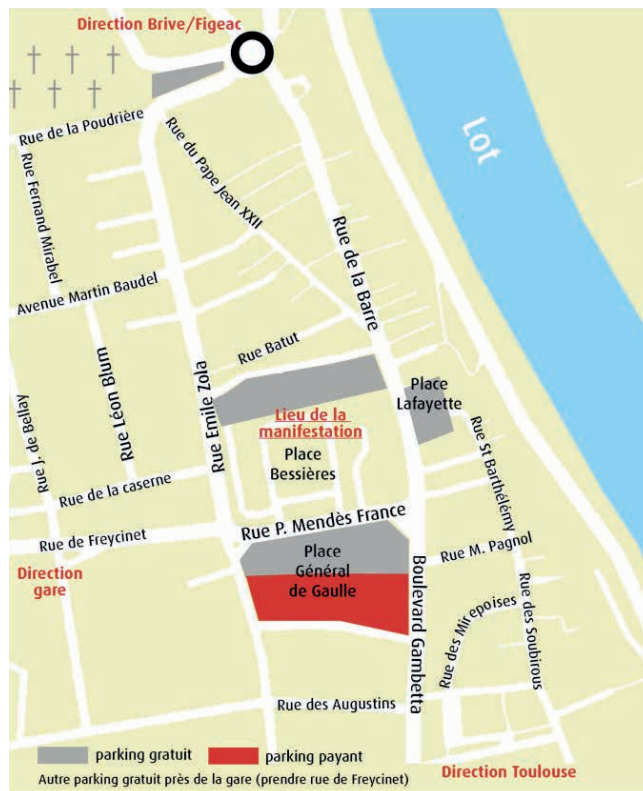 Direction Brive/Figeac
Rue de la Poudrière
Rue Fernand Mirabel
Rue du Pape Jean XXII
Lot
Avenue Martin Baudel
Rue de la Barre
Rue Batut
Rue Emile Zola
Rue Léon Blum
Rue J. de Bellay
Place
Lafayette
Lieu de la
manifestation
Place
Bessières
Rue St Barthélémy
Rue de la caserne
Rue P. Mendès France
Rue de Freycinet
Direction
gare
Place
Général
de Gaulle
Rue M. Pagnol
Boulevard Gambetta
Rue des Mirepoises
Rue des Soubirous
Rue des Augustins
parking gratuit
parking payant
Direction Toulouse
Autre parking gratuit près de la gare (prendre rue de Freycinet)